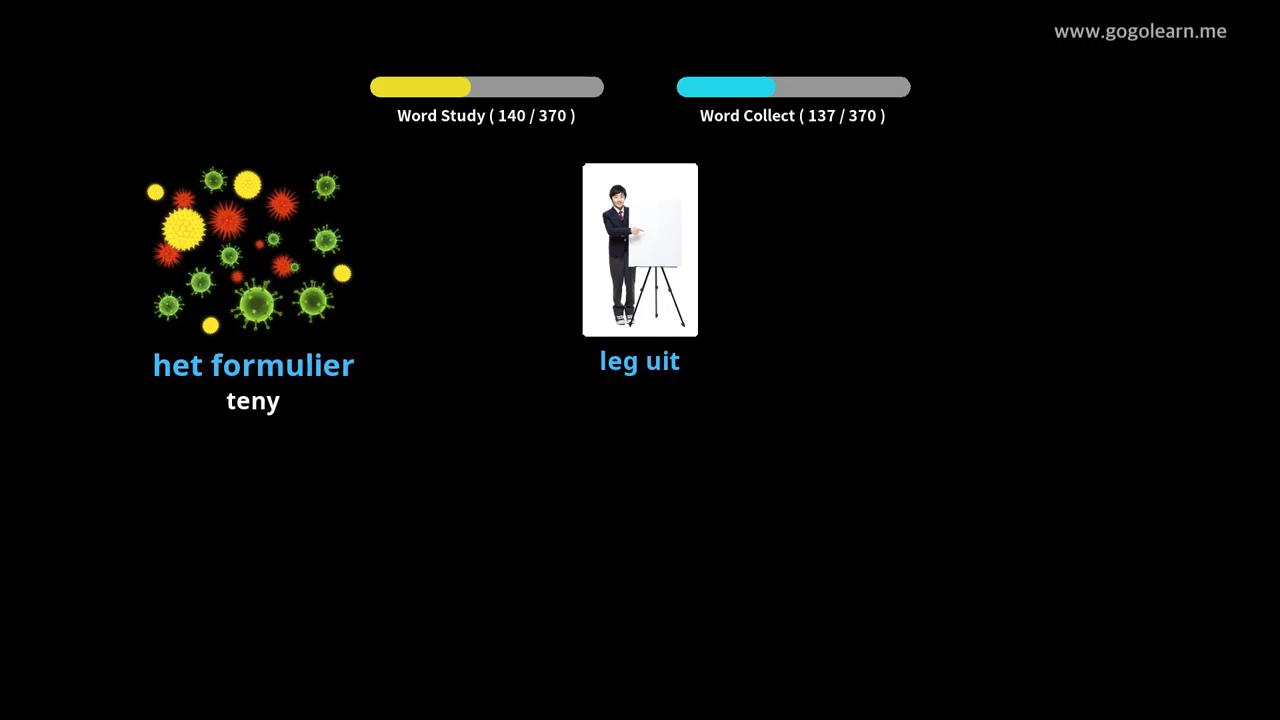 www.gogolearn.me
Word Study ( 140 / 370 )
Word Collect ( 137 / 370 )
het formulier
teny
leg uit